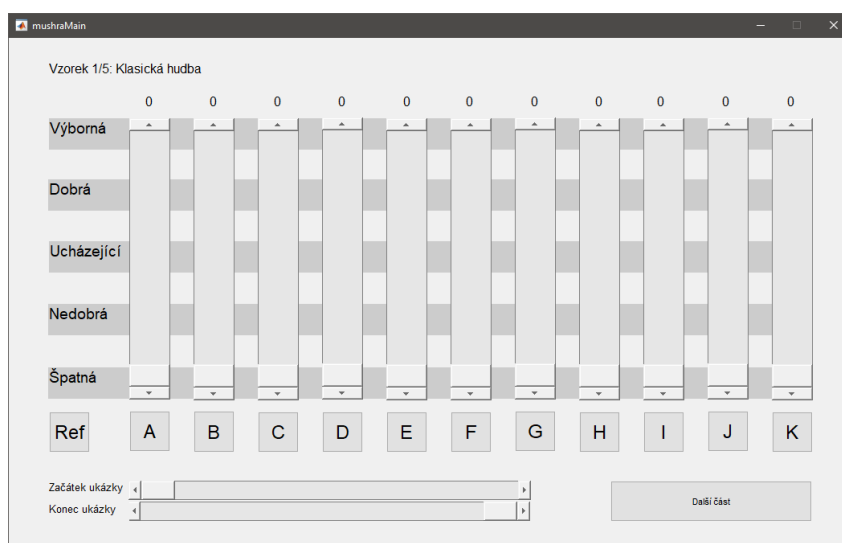 mushraMain
Vzorek 1/5: Klasická hudba
0 0 0 0 0 0 0 0 0 0 0
Výborná
Dobrá
Ucházející
Nedobrá
Špatná
Ref A B C D E F G H I J K
Začátek ukázky
Konec ukázky
Další část